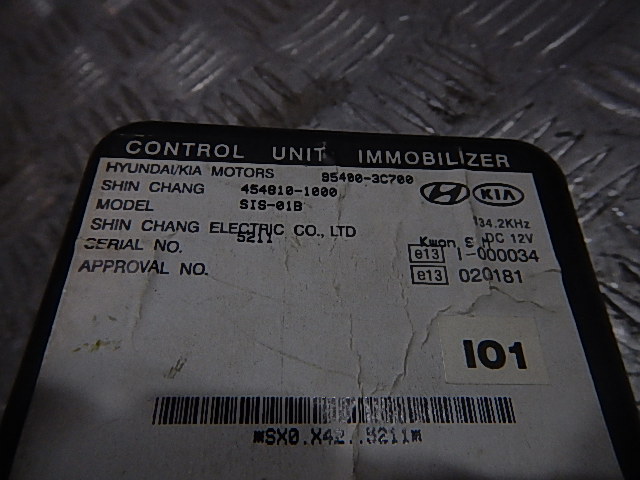 CONTROL UNIT IMMOBILIZER
HYUNDAI/KIA MOTORS 95400-3C700
SHIN CHANG 454810-1000
KIA
MODEL SIS-01B
134.2KHz
SHIN CHANG ELECTRIC CO., LTD
DC 12V
SERIAL NO. 5211
Kwon S
e13 I-000034
APPROVAL NO.
e13 020181
I01
*SX0.X42..5211*